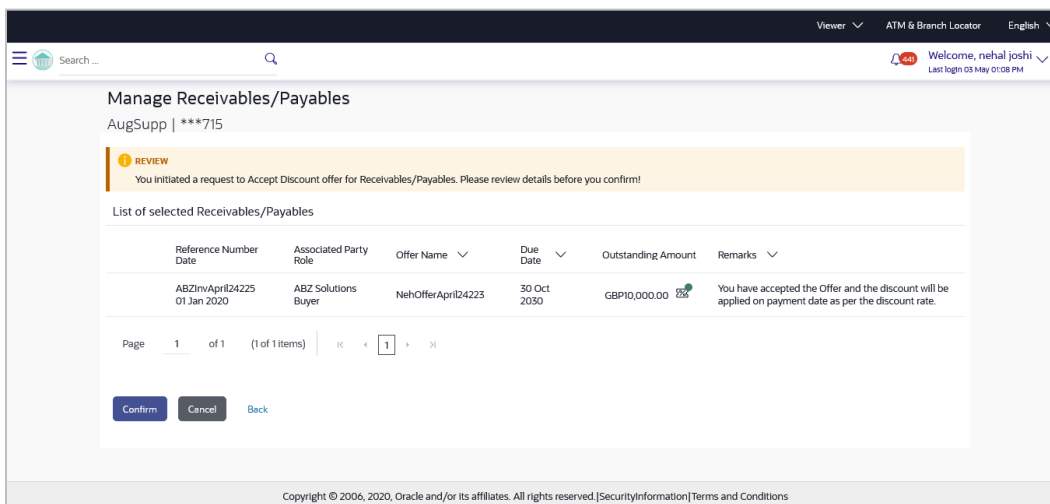 Viewer ATM & Branch Locator English
Search ...
441
Welcome, nehal joshi
Last login 03 May 01:08 PM
Manage Receivables/Payables
AugSupp | ***715
REVIEW
You initiated a request to Accept Discount offer for Receivables/Payables. Please review details before you confirm!
List of selected Receivables/Payables
Reference Number Date Associated Party Role Offer Name Due Date Outstanding Amount Remarks
ABZInvApril24225 ABZ Solutions NehOfferApril24223 30 Oct GBP10,000.00 You have accepted the Offer and the discount will be
01 Jan 2020 Buyer 2030 applied on payment date as per the discount rate.
Page 1 of 1 (1 of 1 items) 1
Confirm Cancel Back
Copyright © 2006, 2020, Oracle and/or its affiliates. All rights reserved.|SecurityInformation|Terms and Conditions